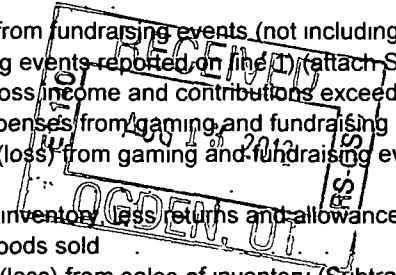 from fundraising events (not including
g events reported on line 1) (attach S
oss income and contributions exceed
penses from gaming and fundraising
(loss) from gaming and fundraising ev
inventory, less returns and allowance
oods sold
(loss) from sales of inventory (Subtra
RECEIVED
2012
OGDEN, UT